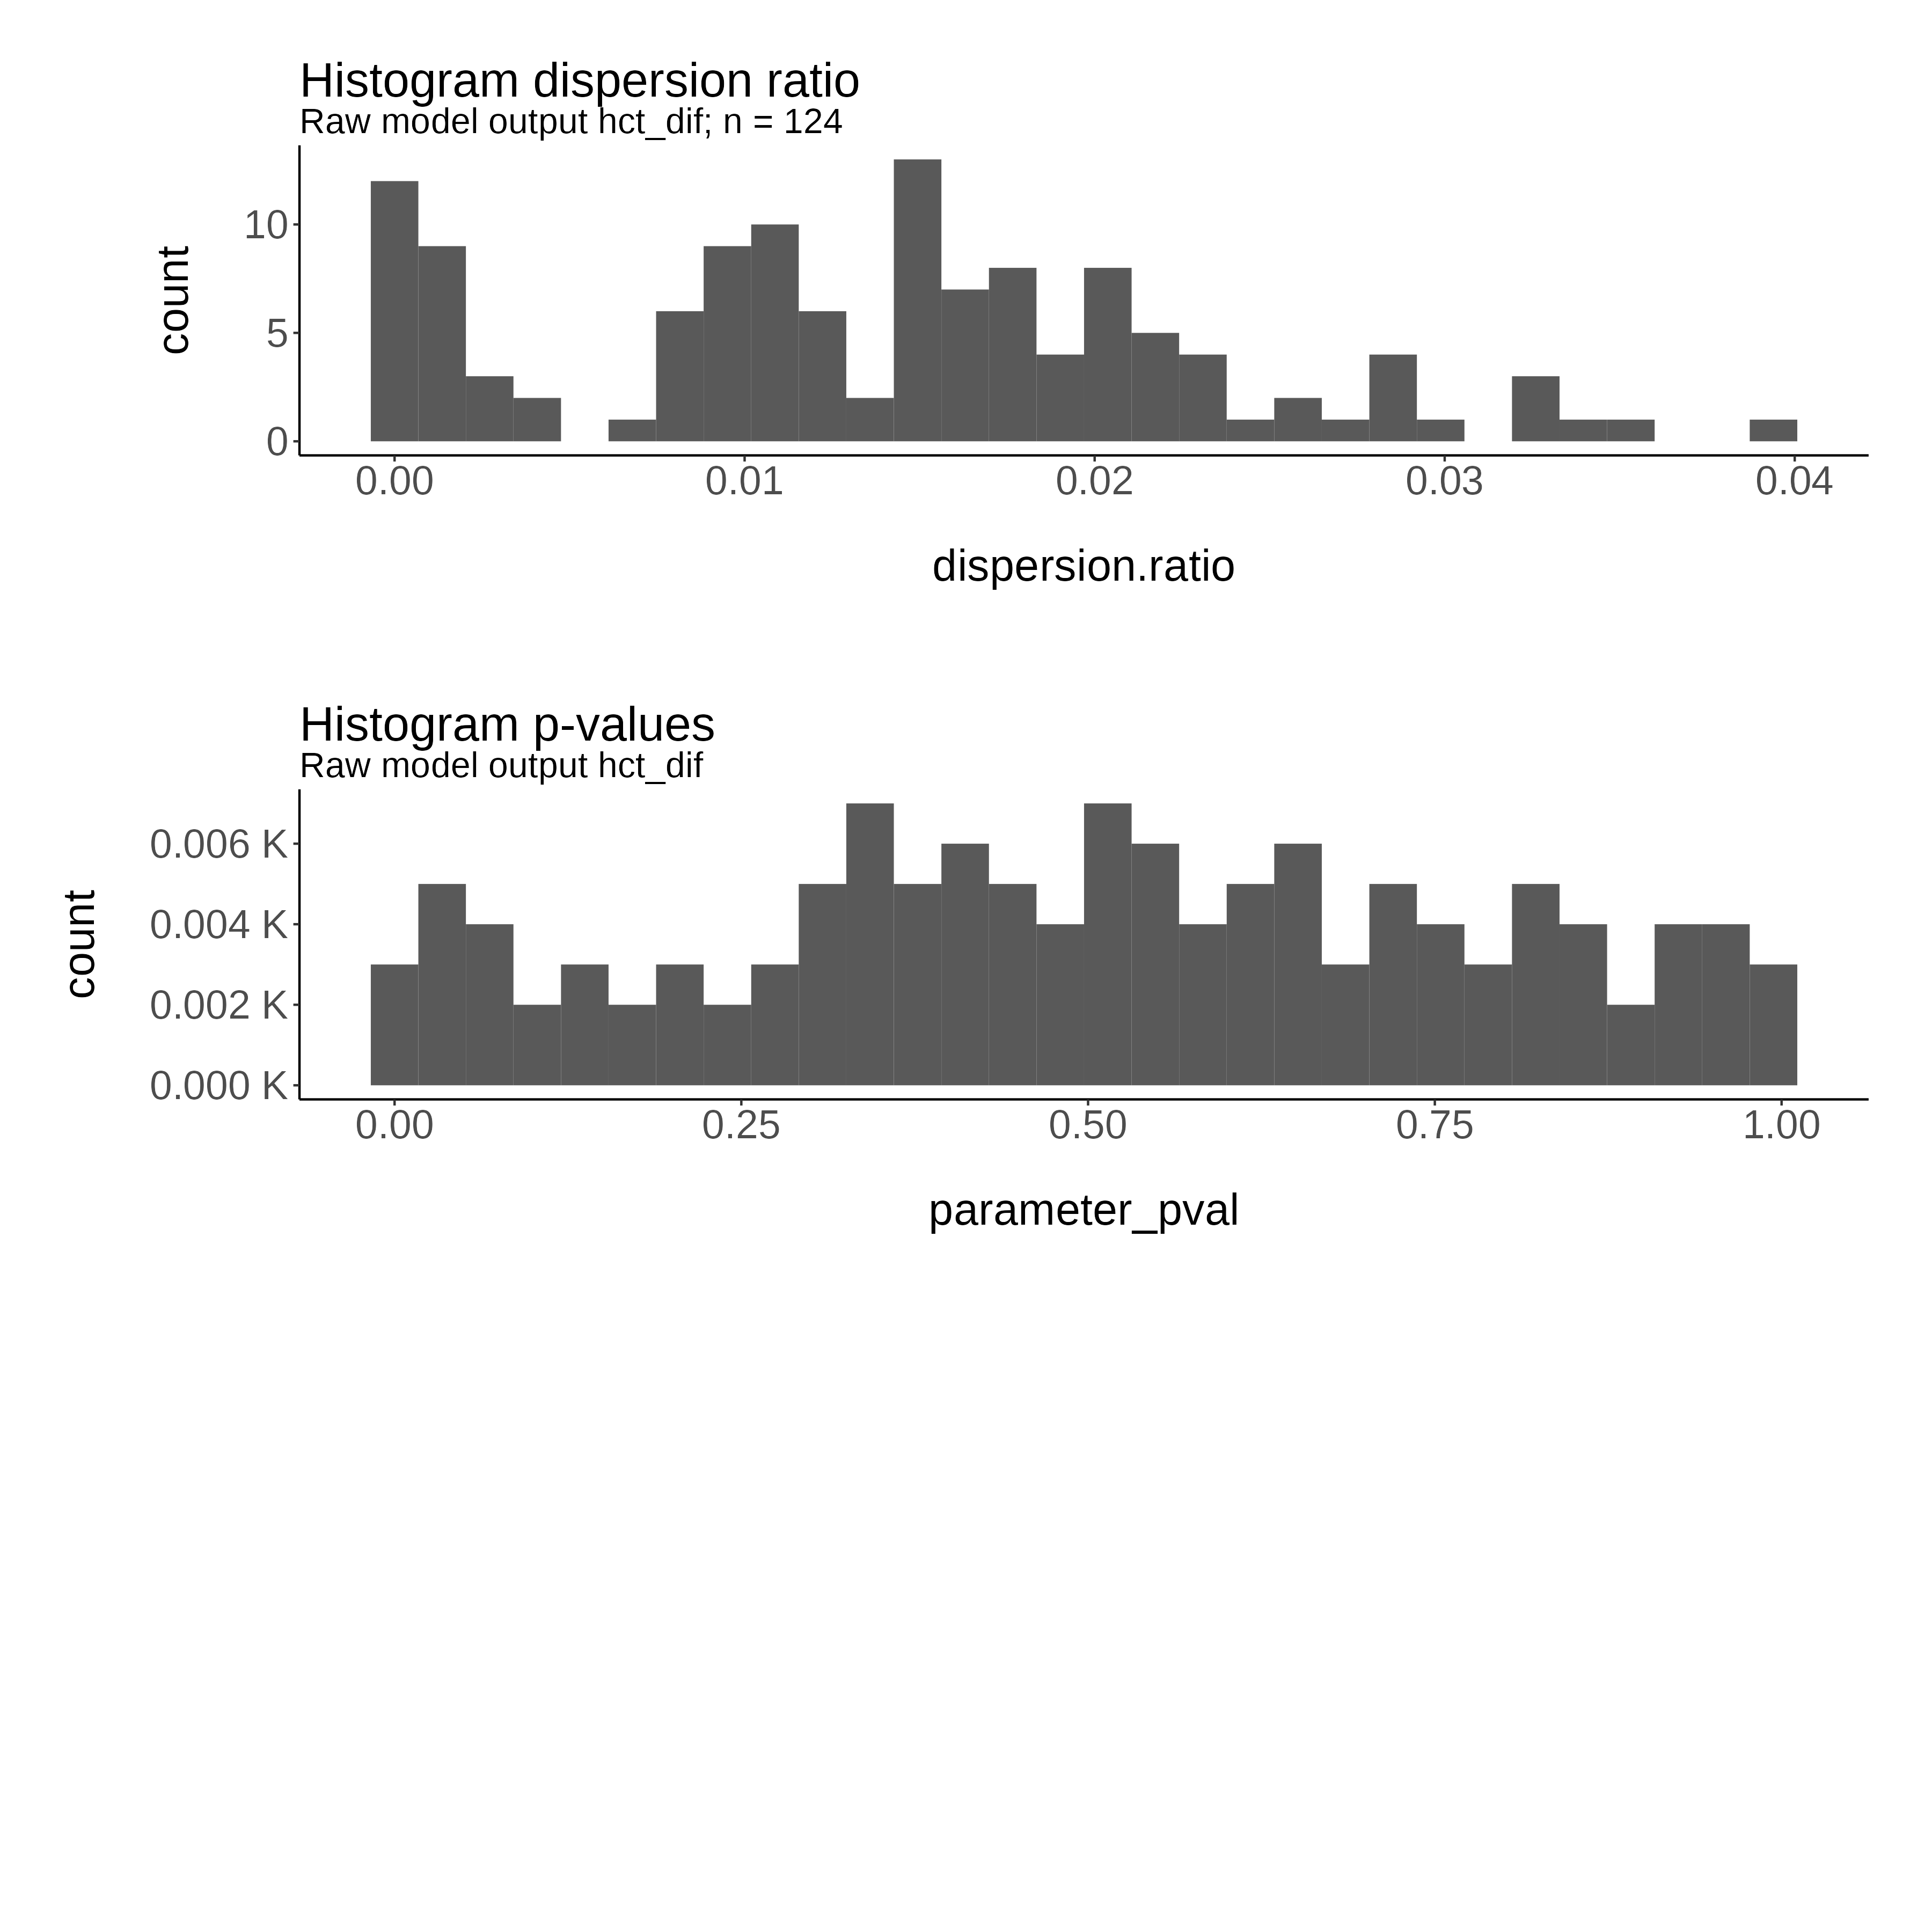 Histogram dispersion ratio
Raw model output hct_dif; n = 124
count
10
5
0
0.00 0.01 0.02 0.03 0.04
dispersion.ratio
Histogram p-values
Raw model output hct_dif
count
0.006 K
0.004 K
0.002 K
0.000 K
0.00 0.25 0.50 0.75 1.00
parameter_pval